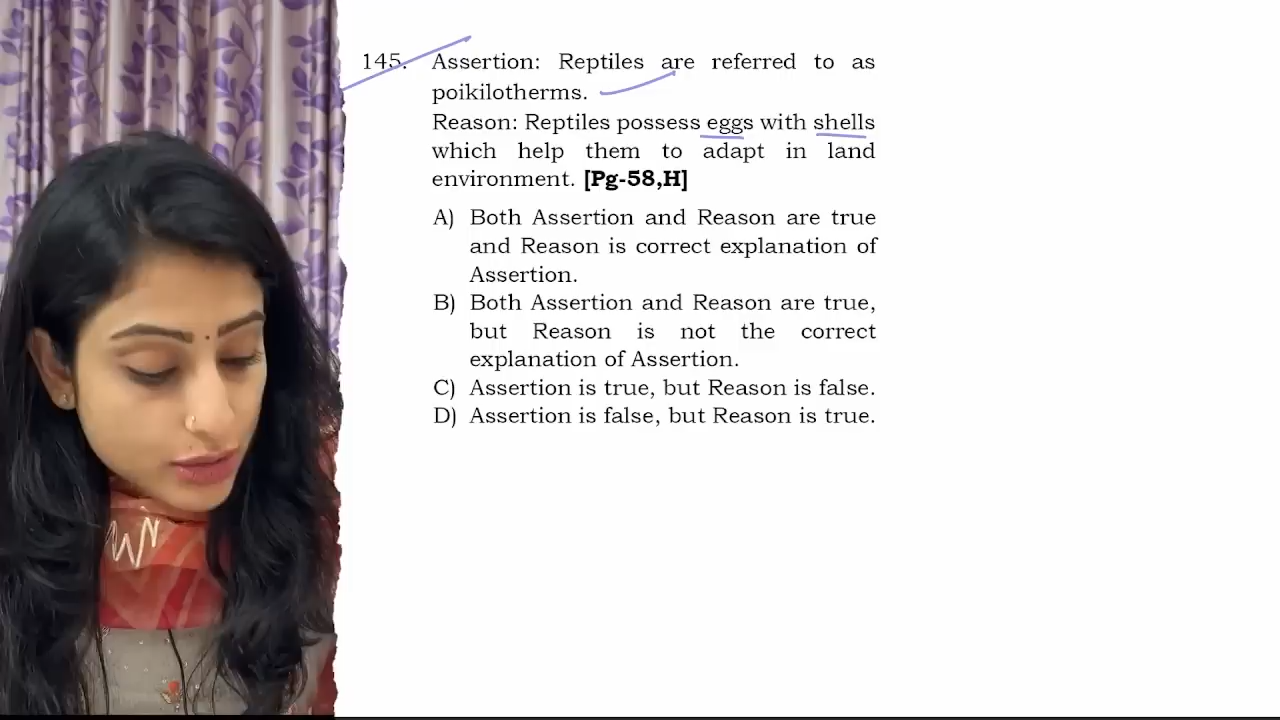 145. Assertion: Reptiles are referred to as
poikilotherms.
Reason: Reptiles possess eggs with shells
which help them to adapt in land
environment. [Pg-58,H]
A) Both Assertion and Reason are true
and Reason is correct explanation of
Assertion.
B) Both Assertion and Reason are true,
but Reason is not the correct
explanation of Assertion.
C) Assertion is true, but Reason is false.
D) Assertion is false, but Reason is true.